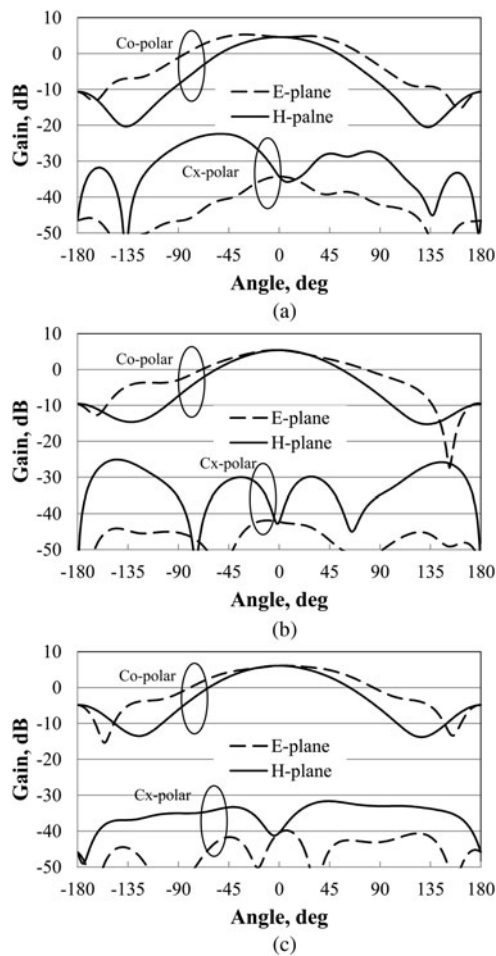 10
0
-10
-20
-30
-40
-50
Gain, dB
Co-polar
E-plane
H-palne
Cx-polar
-180 -135 -90 -45 0 45 90 135 180
Angle, deg
(a)
10
0
-10
-20
-30
-40
-50
Gain, dB
Co-polar
E-plane
H-plane
Cx-polar
-180 -135 -90 -45 0 45 90 135 180
Angle, deg
(b)
10
0
-10
-20
-30
-40
-50
Gain, dB
Co-polar
E-plane
H-plane
Cx-polar
-180 -135 -90 -45 0 45 90 135 180
Angle, deg
(c)